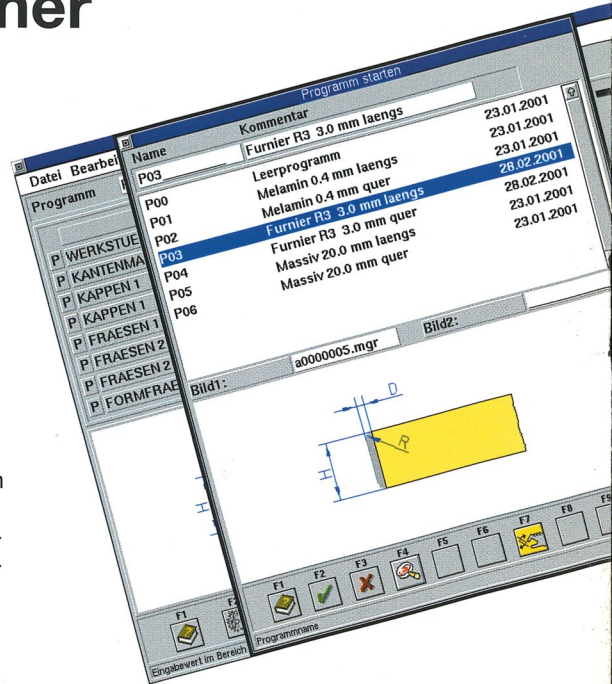 Programm starten
Name Kommentar
P03 Furnier R3 3.0 mm laengs
P00 Leerprogramm 23.01.2001
P01 Melamin 0.4 mm laengs 23.01.2001
P02 Melamin 0.4 mm quer 23.01.2001
P03 Furnier R3 3.0 mm laengs 28.02.2001
P04 Furnier R3 3.0 mm quer 28.02.2001
P05 Massiv 20.0 mm laengs 23.01.2001
P06 Massiv 20.0 mm quer 23.01.2001
Bild1: a0000005.mgr Bild2:
D
R
H
F1 F2 F3 F4 F5 F6 F7 F8 F9
Programmname
Datei
Programm
P
P
P KAPPEN 1
P KAPPEN 1
P FRAESEN 1
P FRAESEN 2
P FRAESEN 2
P
H
F1
Eingabewert im Bereich